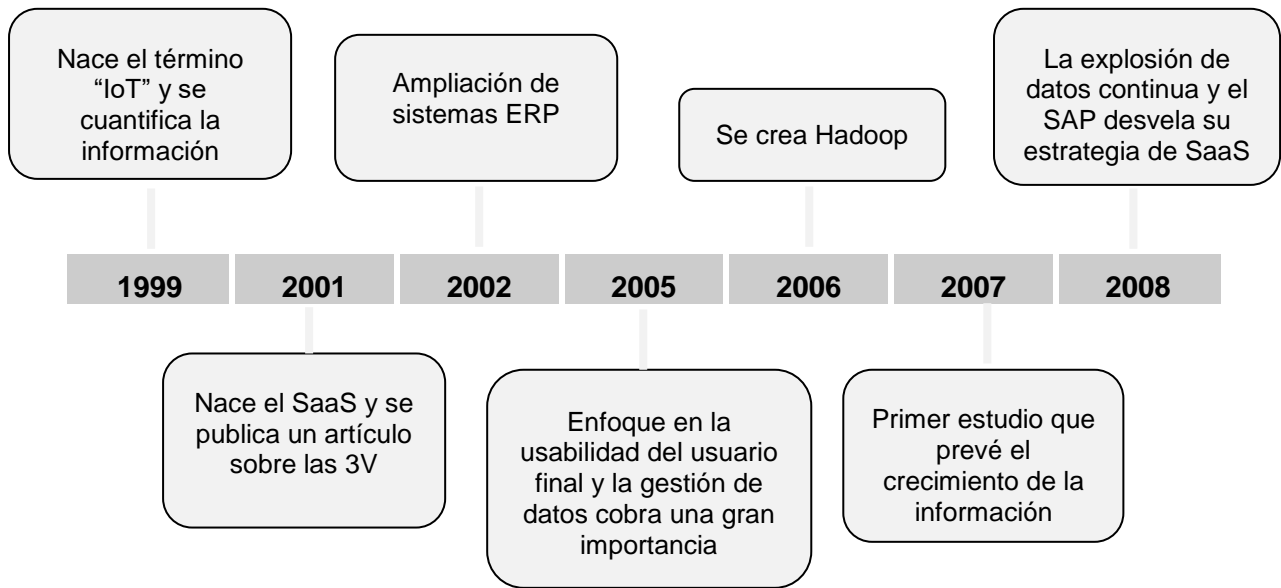 Nace el término
“IoT” y se
cuantifica la
información
Ampliación de
sistemas ERP
Se crea Hadoop
La explosión de
datos continua y el
SAP desvela su
estrategia de SaaS
1999
2001
2002
2005
2006
2007
2008
Nace el SaaS y se
publica un artículo
sobre las 3V
Enfoque en la
usabilidad del usuario
final y la gestión de
datos cobra una gran
importancia
Primer estudio que
prevé el
crecimiento de la
información